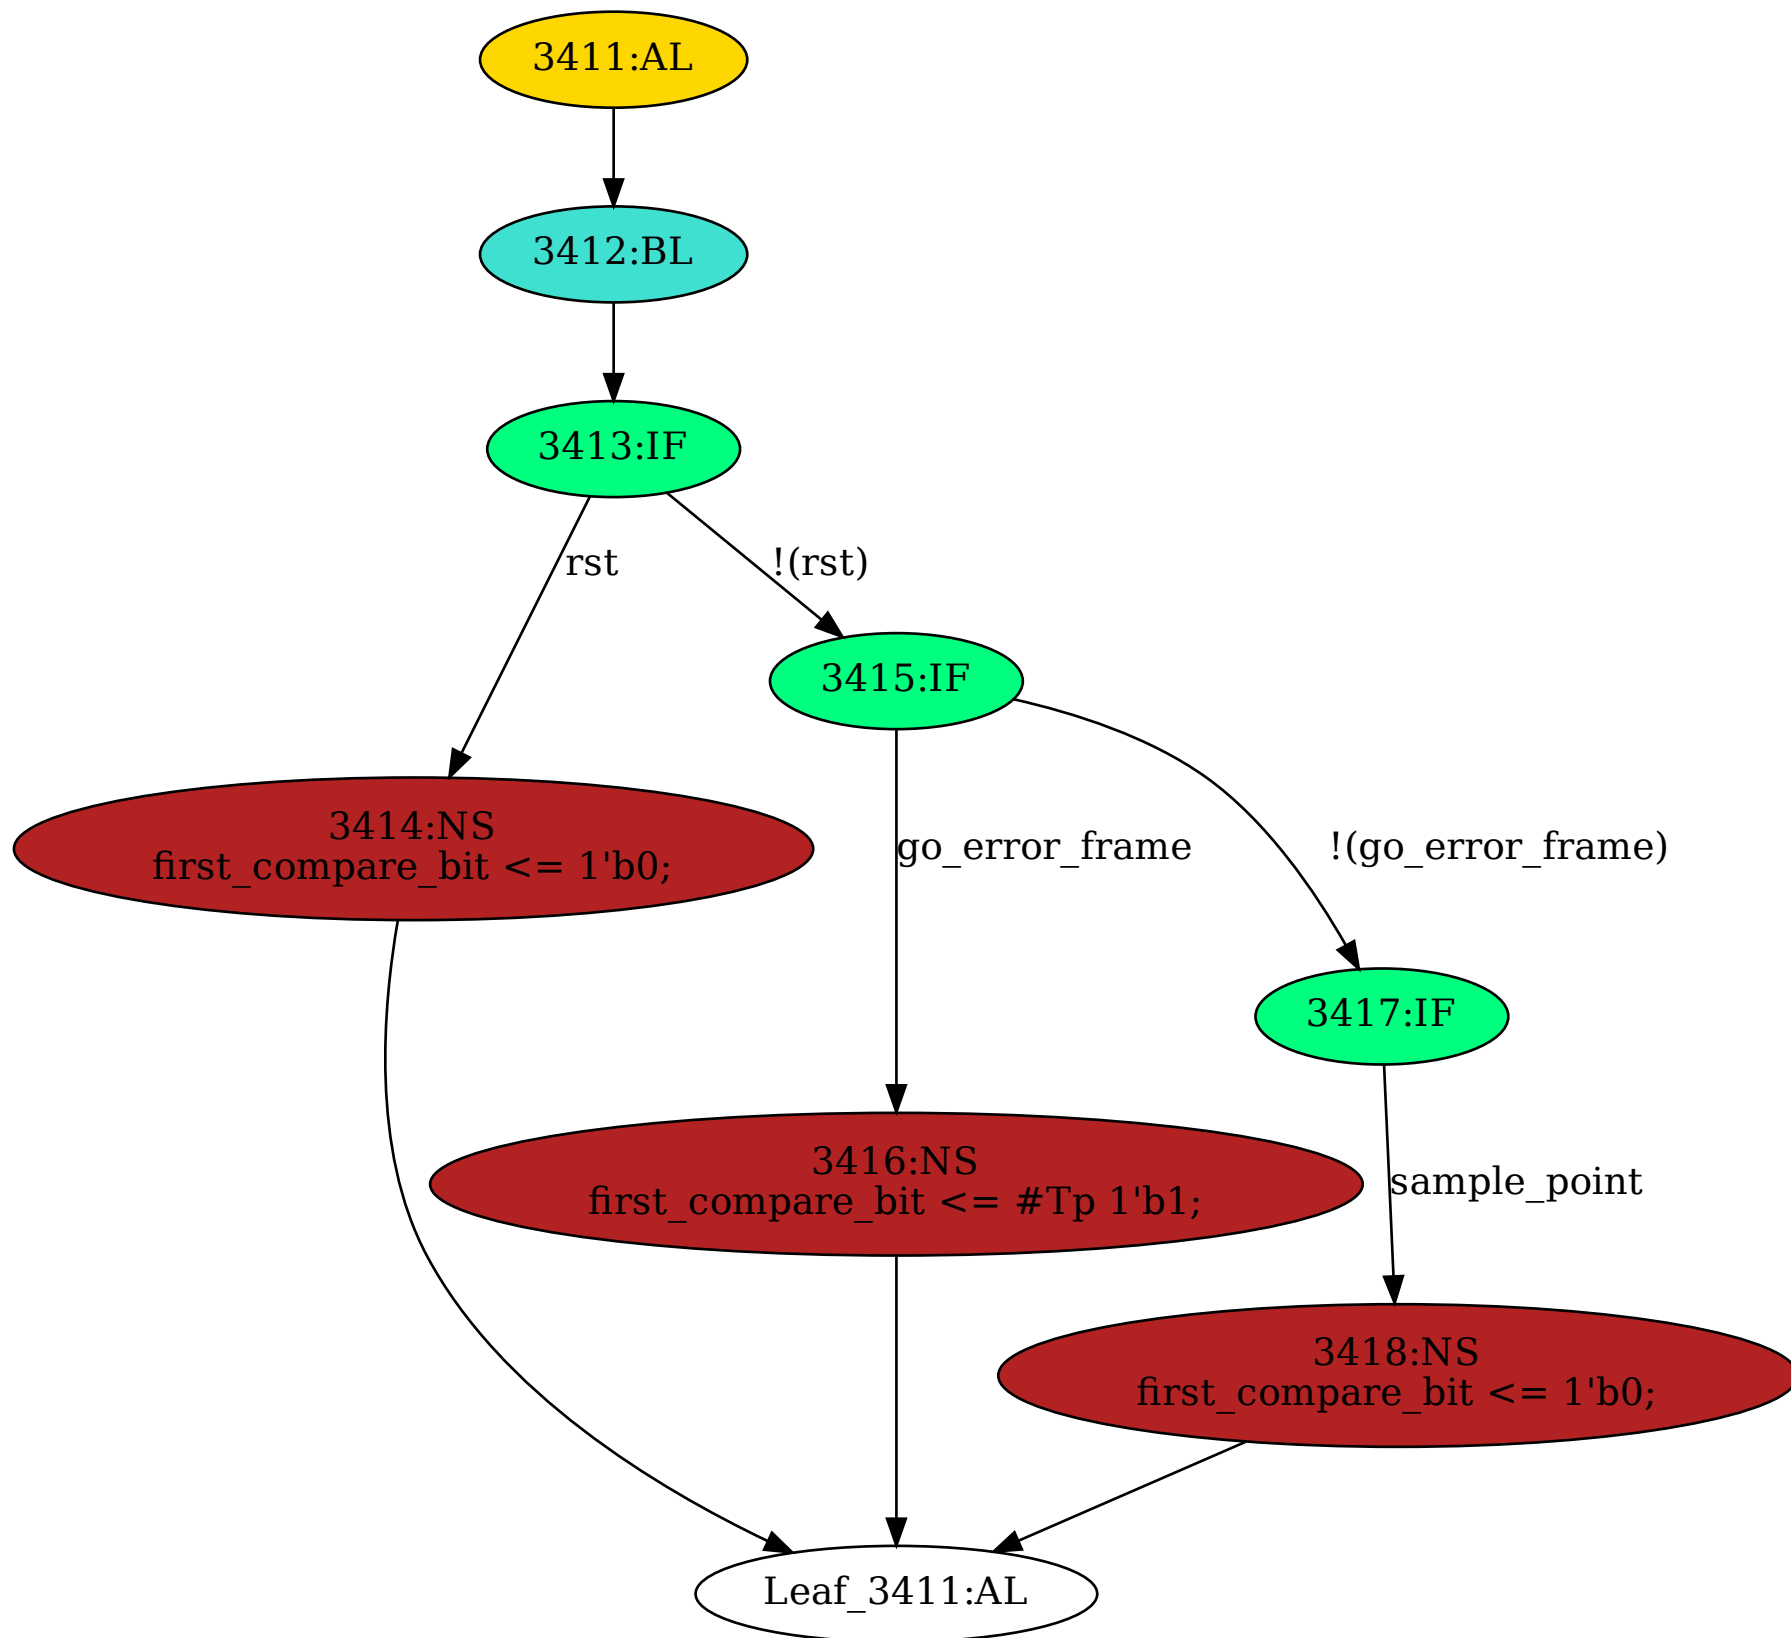 3411:AL
3412:BL
3413:IF
rst
!(rst)
3415:IF
3414:NS
first_compare_bit <= 1'b0;
go_error_frame
!(go_error_frame)
3417:IF
3416:NS
first_compare_bit <= #Tp 1'b1;
sample_point
3418:NS
first_compare_bit <= 1'b0;
Leaf_3411:AL